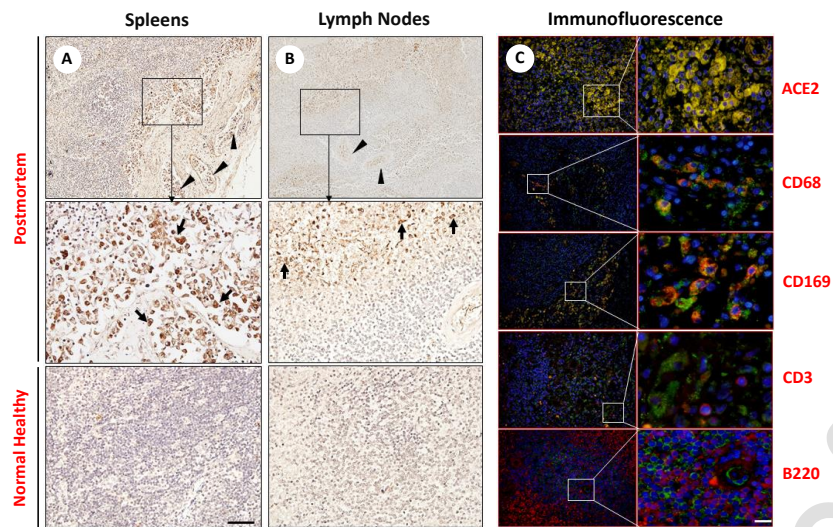 Spleens
Lymph Nodes
Immunofluorescence
A
B
C
Postmortem
Normal Healthy
ACE2
CD68
CD169
CD3
B220